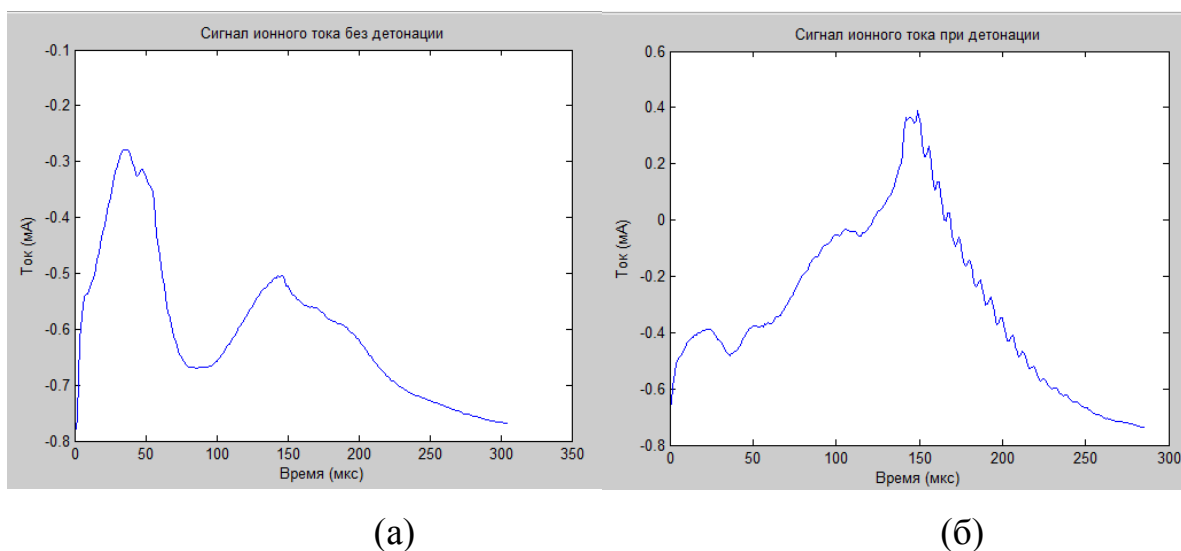 Сигнал ионного тока без детонации
-0.1
-0.2
-0.3
-0.4
-0.5
-0.6
-0.7
-0.8
Ток (мА)
0 50 100 150 200 250 300 350
Время (мкс)
(а)
Сигнал ионного тока при детонации
0.6
0.4
0.2
0
-0.2
-0.4
-0.6
-0.8
Ток (мА)
0 50 100 150 200 250 300
Время (мкс)
(б)